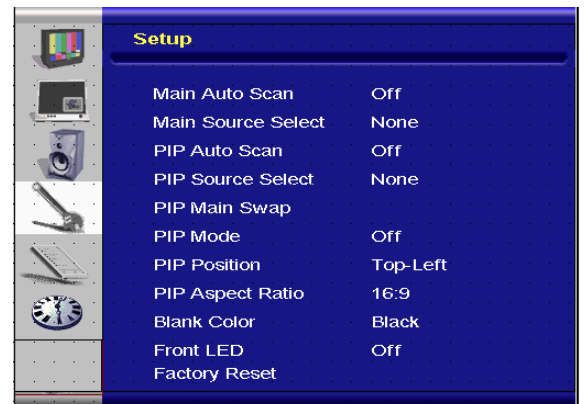 Setup
Main Auto Scan Off
Main Source Select None
PIP Auto Scan Off
PIP Source Select None
PIP Main Swap
PIP Mode Off
PIP Position Top-Left
PIP Aspect Ratio 16:9
Blank Color Black
Front LED Off
Factory Reset